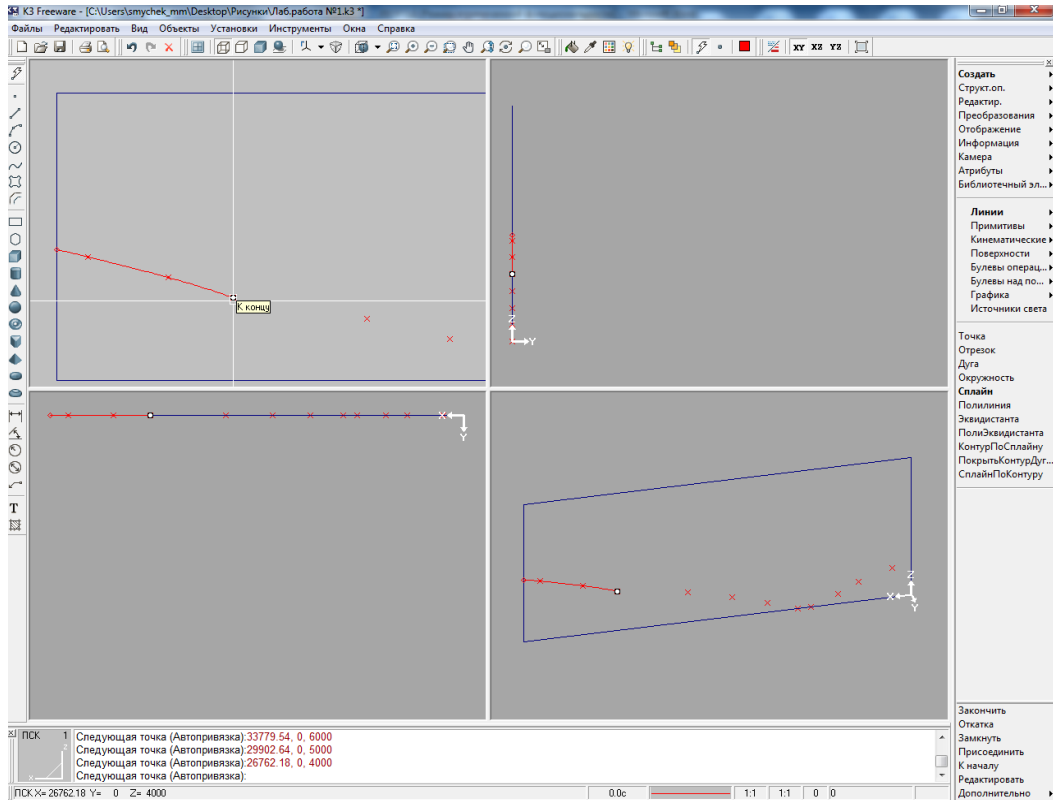 K3 Freeware - [C:\Users\smychek_mm\Desktop\Рисунки\Лаб.работа №1.k3 *]
Файлы Редактировать Вид Объекты Установки Инструменты Окна Справка
XY XZ YZ
К концу
Z
Y
X
Y
Z
X
Y
T
Создать
Структ.оп.
Редактир.
Преобразования
Отображение
Информация
Камера
Атрибуты
Библиотечный эл...
Линии
Примитивы
Кинематические
Поверхности
Булевы операц...
Булевы над по...
Графика
Источники света
Точка
Отрезок
Дуга
Окружность
Сплайн
Полилиния
Эквидистанта
ПолиЭквидистанта
КонтурПоСплайну
ПокрытьКонтурДуг...
СплайнПоКонтуру
Закончить
Откатка
Замкнуть
Присоединить
К началу
Редактировать
Дополнительно
ПСК 1
Следующая точка (Автопривязка):33779.54, 0, 6000
Следующая точка (Автопривязка):29902.64, 0, 5000
Следующая точка (Автопривязка):26762.18, 0, 4000
Следующая точка (Автопривязка):
ПСК X= 26762.18 Y= 0 Z= 4000 0.0с 1:1 1:1 0 0